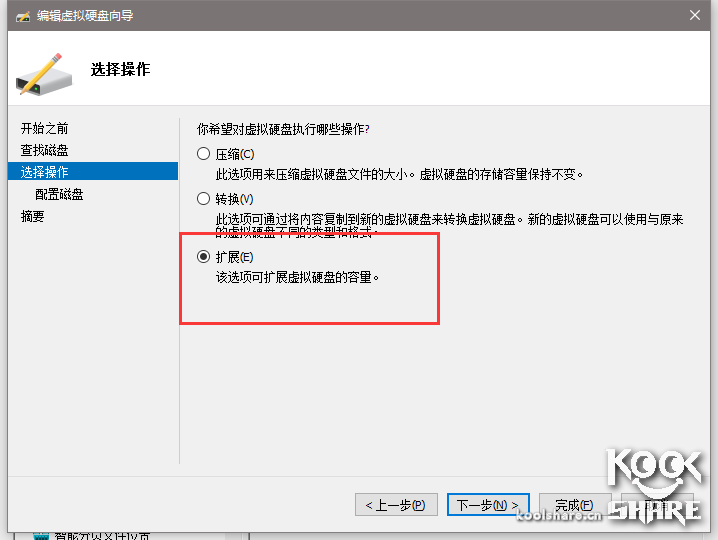 编辑虚拟硬盘向导
选择操作
开始之前
查找磁盘
选择操作
配置磁盘
摘要
你希望对虚拟硬盘执行哪些操作?
压缩(C)
此选项用来压缩虚拟硬盘文件的大小。虚拟硬盘的存储容量保持不变。
转换(V)
此选项可通过将内容复制到新的虚拟硬盘来转换虚拟硬盘。新的虚拟硬盘可以使用与原来
的虚拟硬盘不同的类型和格式。
扩展(E)
该选项可扩展虚拟硬盘的容量。
< 上一步(P)
下一步(N) >
完成(F)
koolshare.cn
KOOL
SHARE
智能分页文件位置